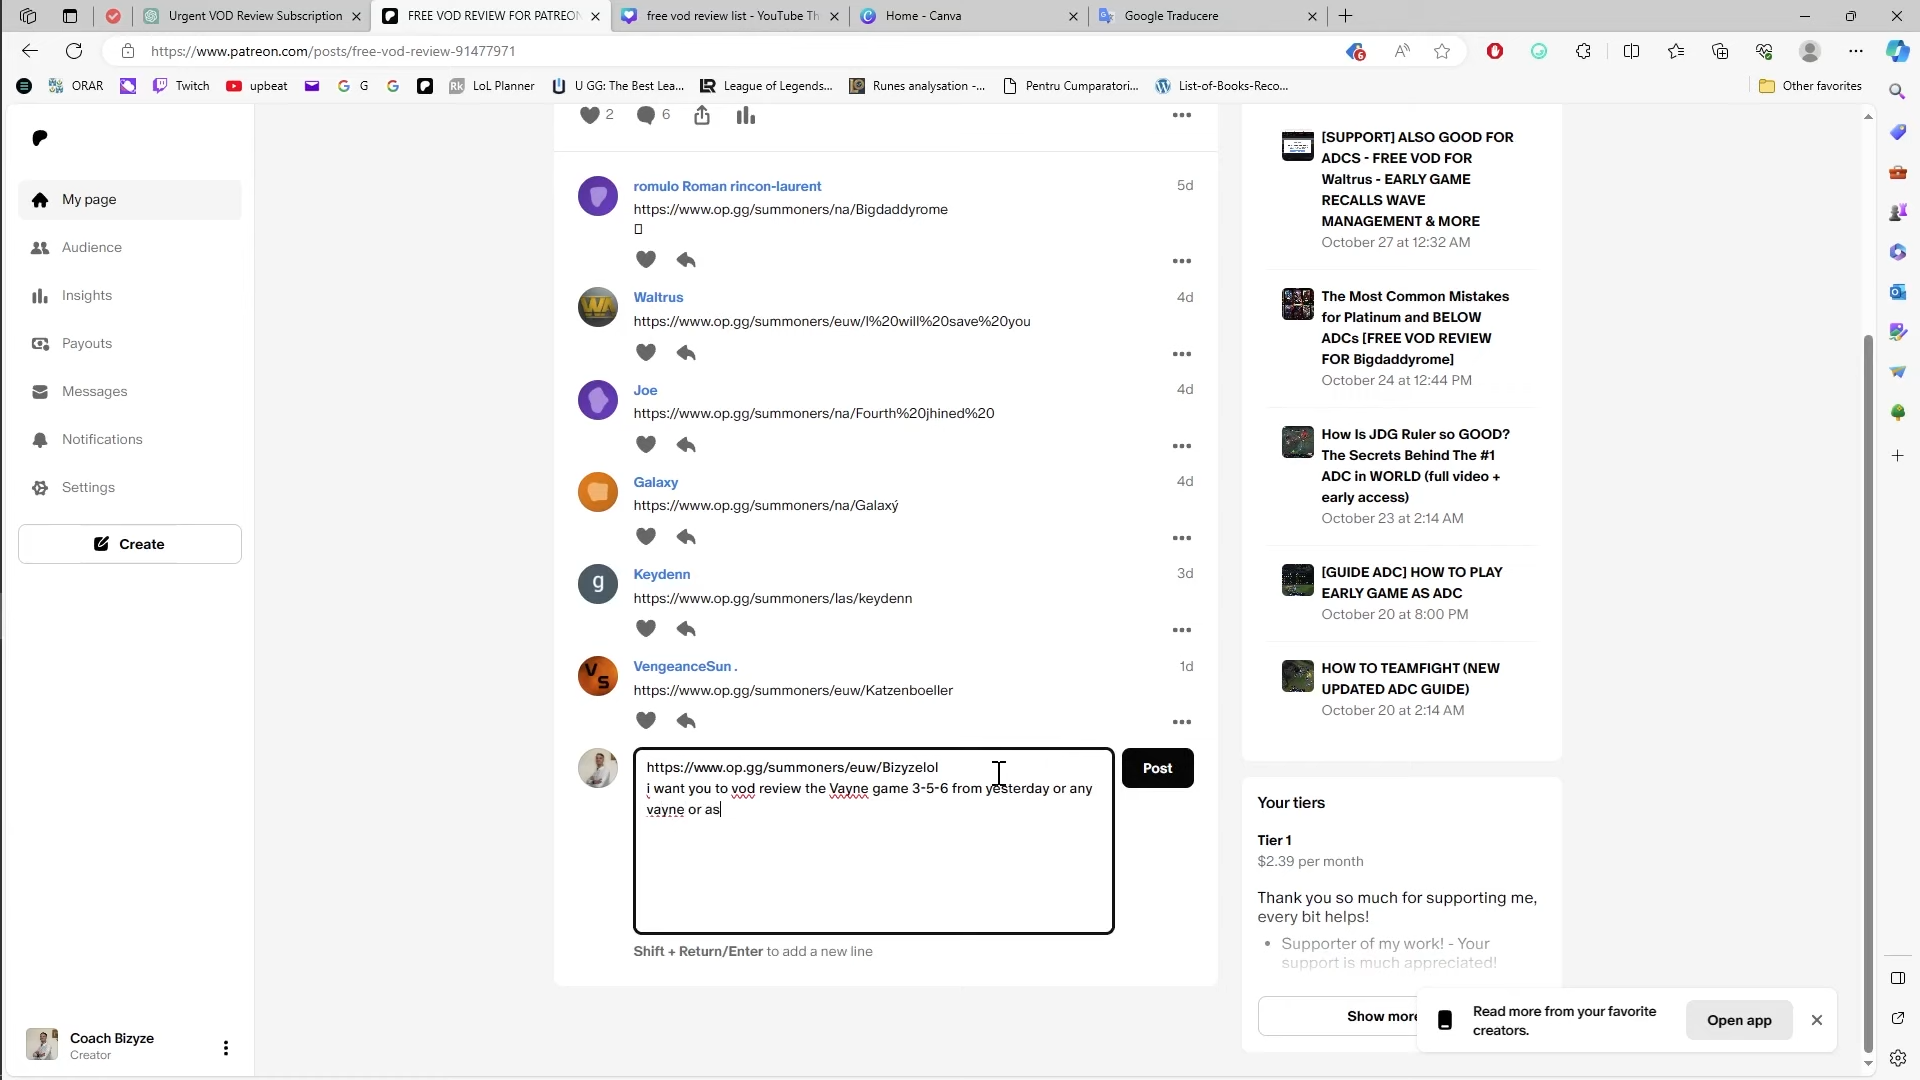 Urgent VOD Review Subscription
FREE VOD REVIEW FOR PATREON
free vod review list - YouTube Th
Home - Canva
Google Traducere
https://www.patreon.com/posts/free-vod-review-91477971
ORAR
Twitch
upbeat
G
LoL Planner
U GG: The Best Lea...
League of Legends...
Runes analysation -...
Pentru Cumparatori...
List-of-Books-Reco...
Other favorites
My page
Audience
Insights
Payouts
Messages
Notifications
Settings
Create
Coach Bizyze
Creator
2
6
romulo Roman rincon-laurent
5d
https://www.op.gg/summoners/na/Bigdaddyrome
Waltrus
4d
https://www.op.gg/summoners/euw/I%20will%20save%20you
Joe
4d
https://www.op.gg/summoners/na/Fourth%20jhined%20
Galaxy
4d
https://www.op.gg/summoners/na/Galaxý
Keydenn
3d
https://www.op.gg/summoners/las/keydenn
VengeanceSun .
1d
https://www.op.gg/summoners/euw/Katzenboeller
https://www.op.gg/summoners/euw/Bizyzelol
i want you to vod review the Vayne game 3-5-6 from yesterday or any
vayne or as
Post
Shift + Return/Enter to add a new line
[SUPPORT] ALSO GOOD FOR
ADCS - FREE VOD FOR
Waltrus - EARLY GAME
RECALLS WAVE
MANAGEMENT & MORE
October 27 at 12:32 AM
The Most Common Mistakes
for Platinum and BELOW
ADCs [FREE VOD REVIEW
FOR Bigdaddyrome]
October 24 at 12:44 PM
How Is JDG Ruler so GOOD?
The Secrets Behind The #1
ADC in WORLD (full video +
early access)
October 23 at 2:14 AM
[GUIDE ADC] HOW TO PLAY
EARLY GAME AS ADC
October 20 at 8:00 PM
HOW TO TEAMFIGHT (NEW
UPDATED ADC GUIDE)
October 20 at 2:14 AM
Your tiers
Tier 1
$2.39 per month
Thank you so much for supporting me,
every bit helps!
• Supporter of my work! - Your
support is much appreciated!
Show more
Read more from your favorite
creators.
Open app